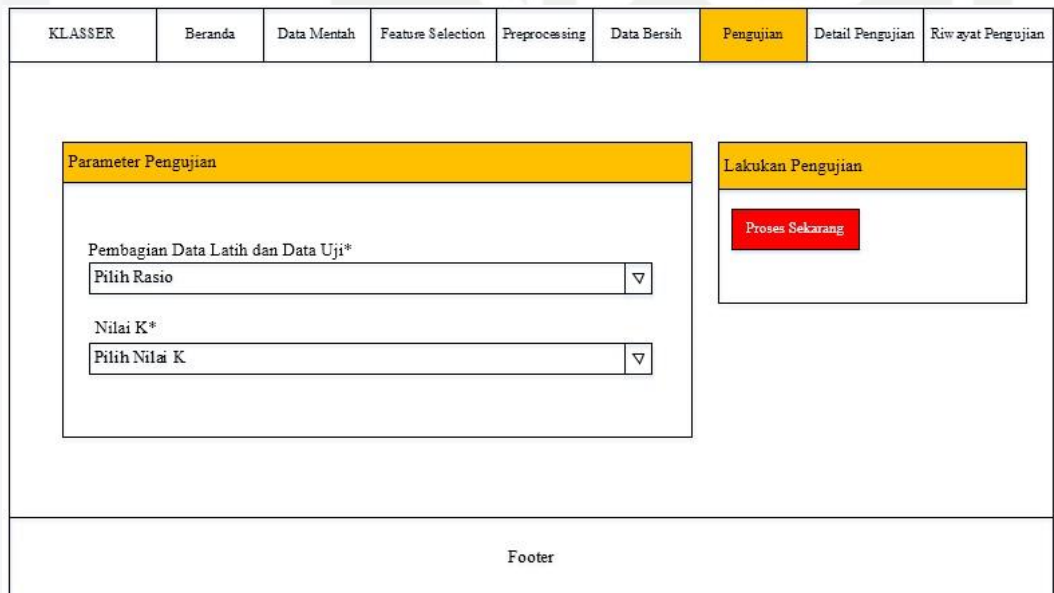 KLASSER Beranda Data Mentah Feature Selection Preprocessing Data Bersih Pengujian Detail Pengujian Riwayat Pengujian
Parameter Pengujian
Pembagian Data Latih dan Data Uji*
Pilih Rasio
Nilai K*
Pilih Nilai K
Lakukan Pengujian
Proses Sekarang
Footer